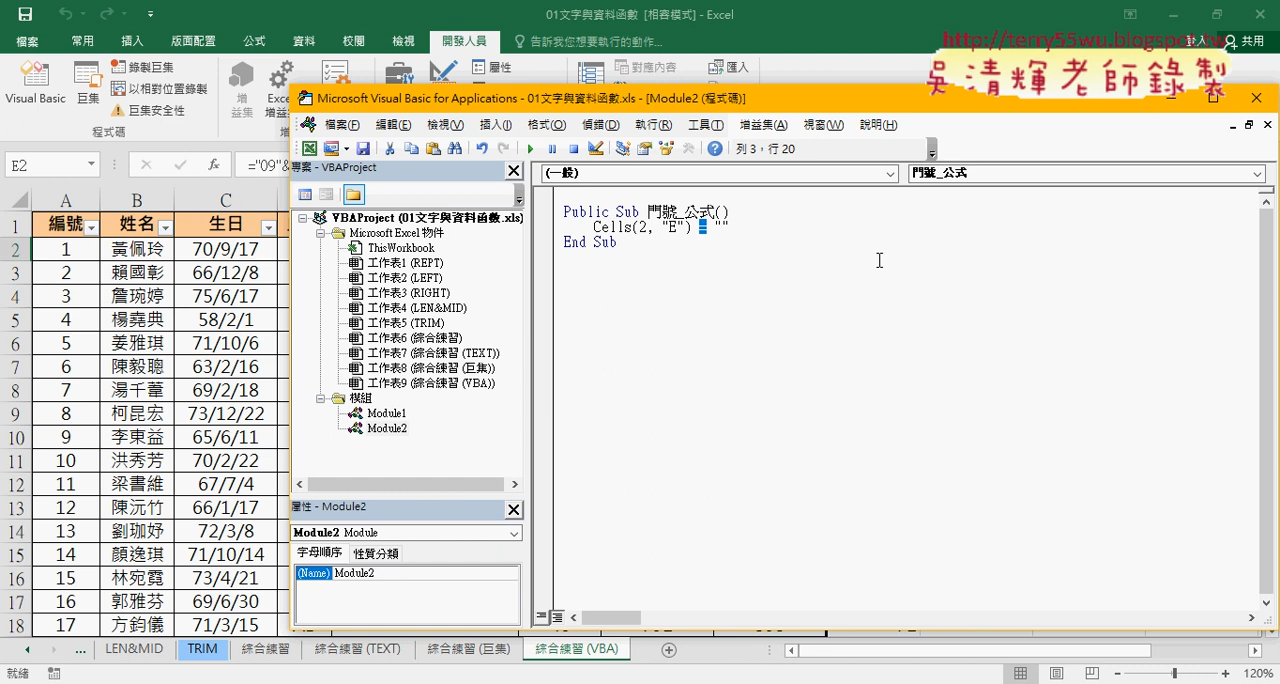 01文字與資料函數 [相容模式] - Excel
檔案 常用 插入 版面配置 公式 資料 校閱 檢視 開發人員 告訴我您想要執行的動作... 登入 共用
http://terry55wu.blogspot.tw
吳清輝老師錄製
Visual Basic 巨集 錄製巨集 以相對位置錄製 巨集安全性 增益集 Excel 屬性 對應內容 匯入
程式碼
E2 fx ="09"&
Microsoft Visual Basic for Applications - 01文字與資料函數.xls - [Module2 (程式碼)]
檔案(F) 編輯(E) 檢視(V) 插入(I) 格式(O) 偵錯(D) 執行(R) 工具(T) 增益集(A) 視窗(W) 說明(H)
列 3，行 20
專案 - VBAProject
VBAProject (01文字與資料函數.xls)
Microsoft Excel 物件
ThisWorkbook
工作表1 (REPT)
工作表2 (LEFT)
工作表3 (RIGHT)
工作表4 (LEN&MID)
工作表5 (TRIM)
工作表6 (綜合練習)
工作表7 (綜合練習 (TEXT))
工作表8 (綜合練習 (巨集))
工作表9 (綜合練習 (VBA))
模組
Module1
Module2
屬性 - Module2
Module2 Module
字母順序 性質分類
(Name) Module2
(一般) 門號_公式
Public Sub 門號_公式()
Cells(2, "E") = ""
End Sub
A B C
1 編號 姓名 生日
2 1 黃佩玲 70/9/17
3 2 賴國彰 66/12/8
4 3 詹琬婷 75/6/17
5 4 楊堯典 58/2/1
6 5 姜雅琪 71/10/6
7 6 陳毅聰 63/2/16
8 7 湯千葦 69/2/18
9 8 柯昆宏 73/12/22
10 9 李東益 65/6/11
11 10 洪秀芳 70/2/22
12 11 梁書維 67/7/4
13 12 陳沅竹 66/1/17
14 13 劉珈妤 72/3/8
15 14 顏逸琪 71/10/14
16 15 林宛霓 73/4/21
17 16 郭雅芬 69/6/30
18 17 方鈞儀 71/3/15
... LEN&MID TRIM 綜合練習 綜合練習 (TEXT) 綜合練習 (巨集) 綜合練習 (VBA)
就緒 120%